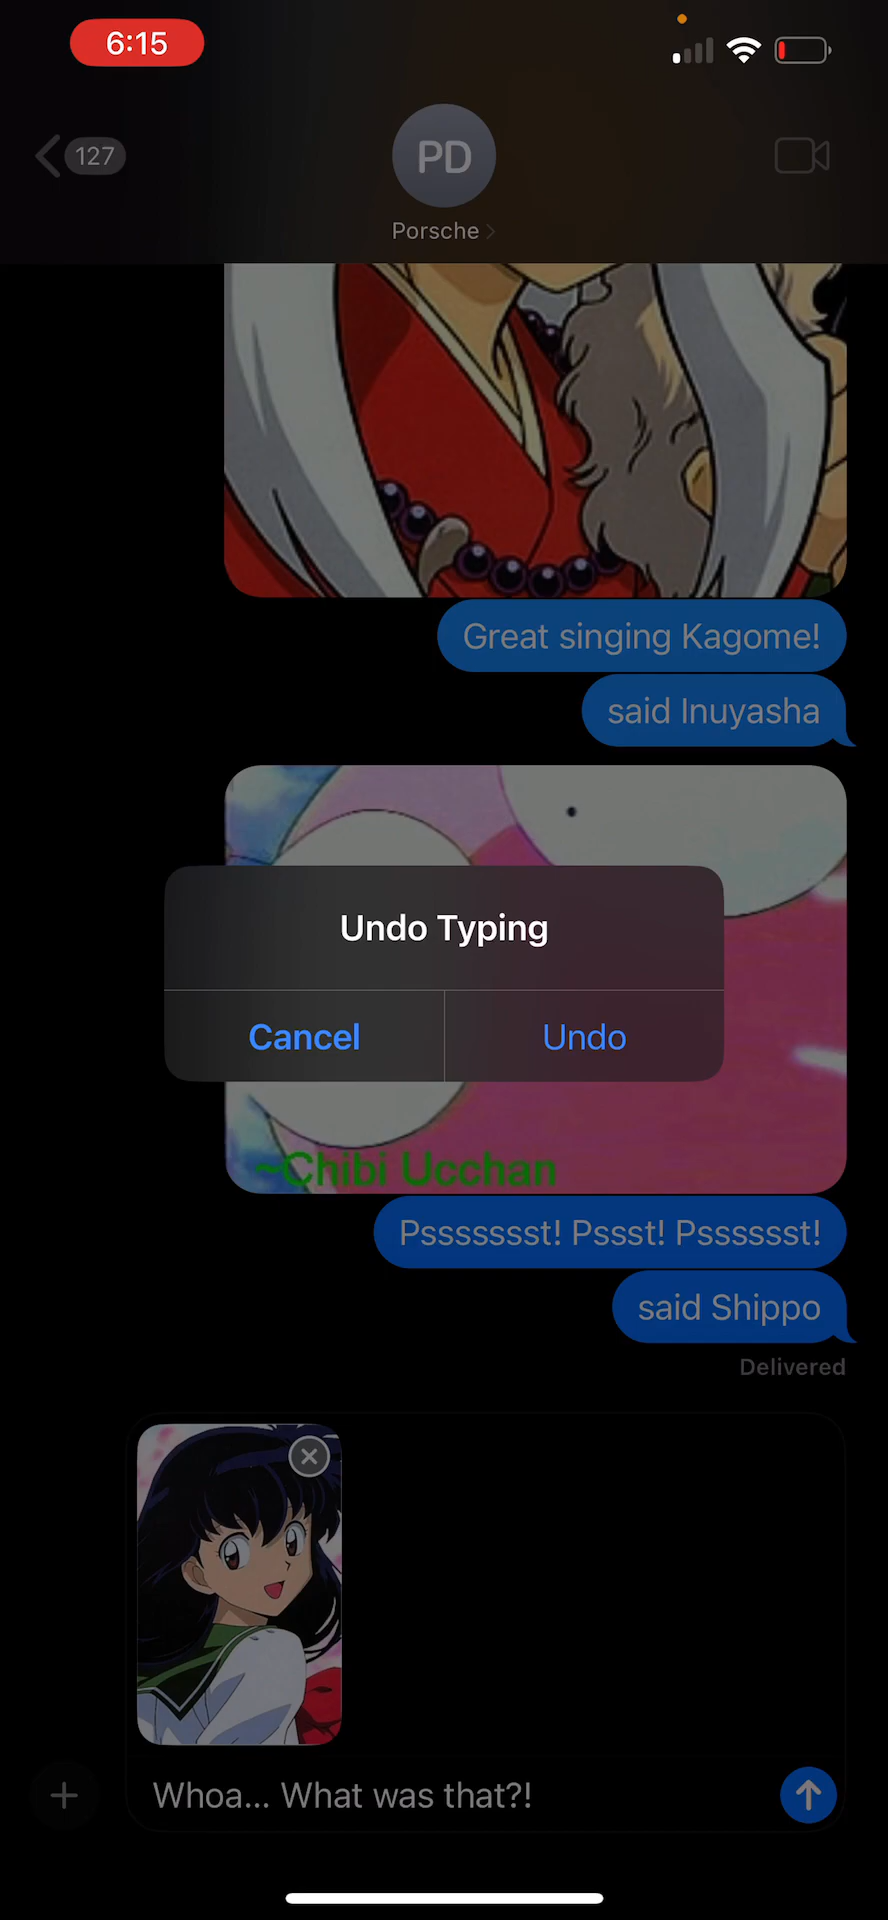 6:15
127
PD
Porsche
Great singing Kagome!
said Inuyasha
Undo Typing
Cancel
Undo
~Chibi Ucchan
Psssssssst! Pssst! Psssssst!
said Shippo
Delivered
Whoa... What was that?!